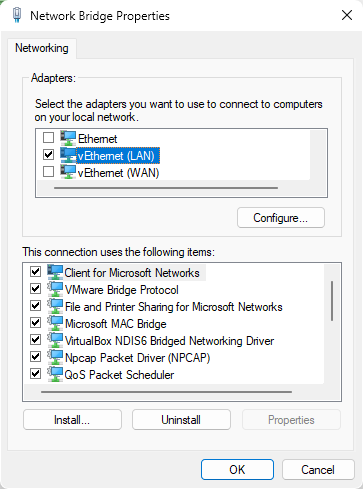 Network Bridge Properties
Networking
Adapters:
Select the adapters you want to use to connect to computers
on your local network.
Ethernet
vEthernet (LAN)
vEthernet (WAN)
Configure...
This connection uses the following items:
Client for Microsoft Networks
VMware Bridge Protocol
File and Printer Sharing for Microsoft Networks
Microsoft MAC Bridge
VirtualBox NDIS6 Bridged Networking Driver
Npcap Packet Driver (NPCAP)
QoS Packet Scheduler
Install...
Uninstall
Properties
OK
Cancel